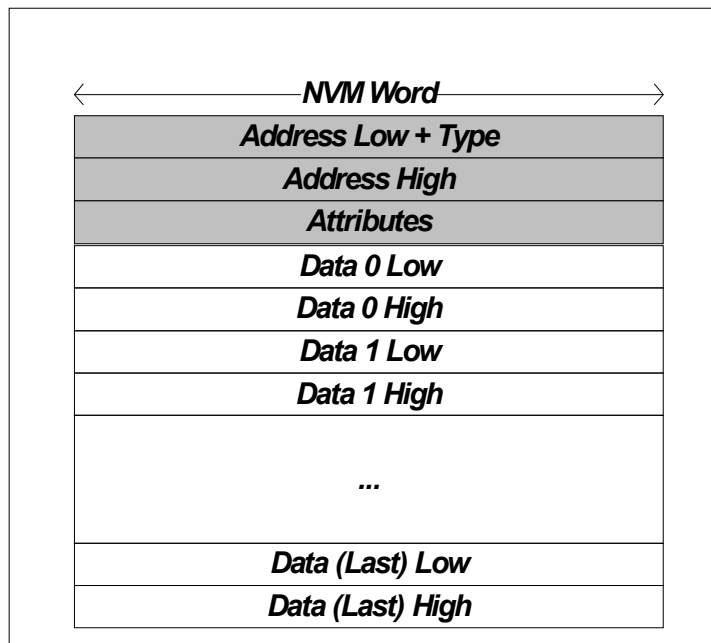 NVM Word
Address Low + Type
Address High
Attributes
Data 0 Low
Data 0 High
Data 1 Low
Data 1 High
...
Data (Last) Low
Data (Last) High